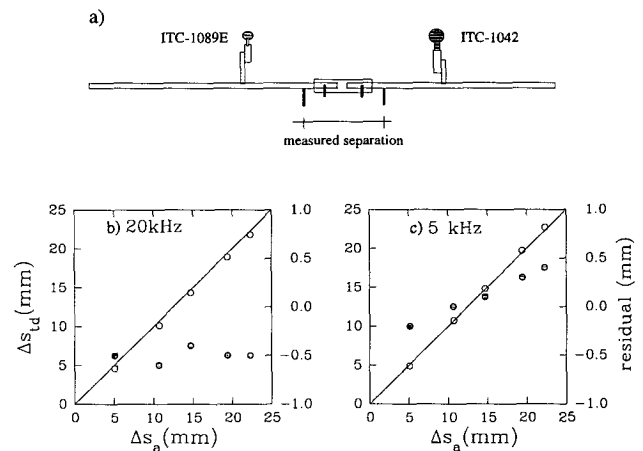 a)
ITC-1089E
ITC-1042
measured separation
b) 20kHz
25
20
15
10
5
0
Δs_td(mm)
1.0
0.5
0.0
-0.5
-1.0
0 5 10 15 20 25
Δs_a(mm)
c) 5 kHz
25
20
15
10
5
0
1.0
0.5
0.0
-0.5
-1.0
residual (mm)
0 5 10 15 20 25
Δs_a(mm)